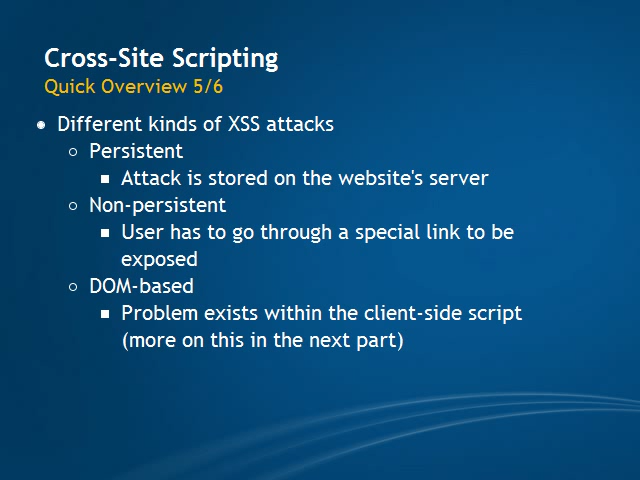 Cross-Site Scripting
Quick Overview 5/6
Different kinds of XSS attacks
Persistent
Attack is stored on the website's server
Non-persistent
User has to go through a special link to be
exposed
DOM-based
Problem exists within the client-side script
(more on this in the next part)